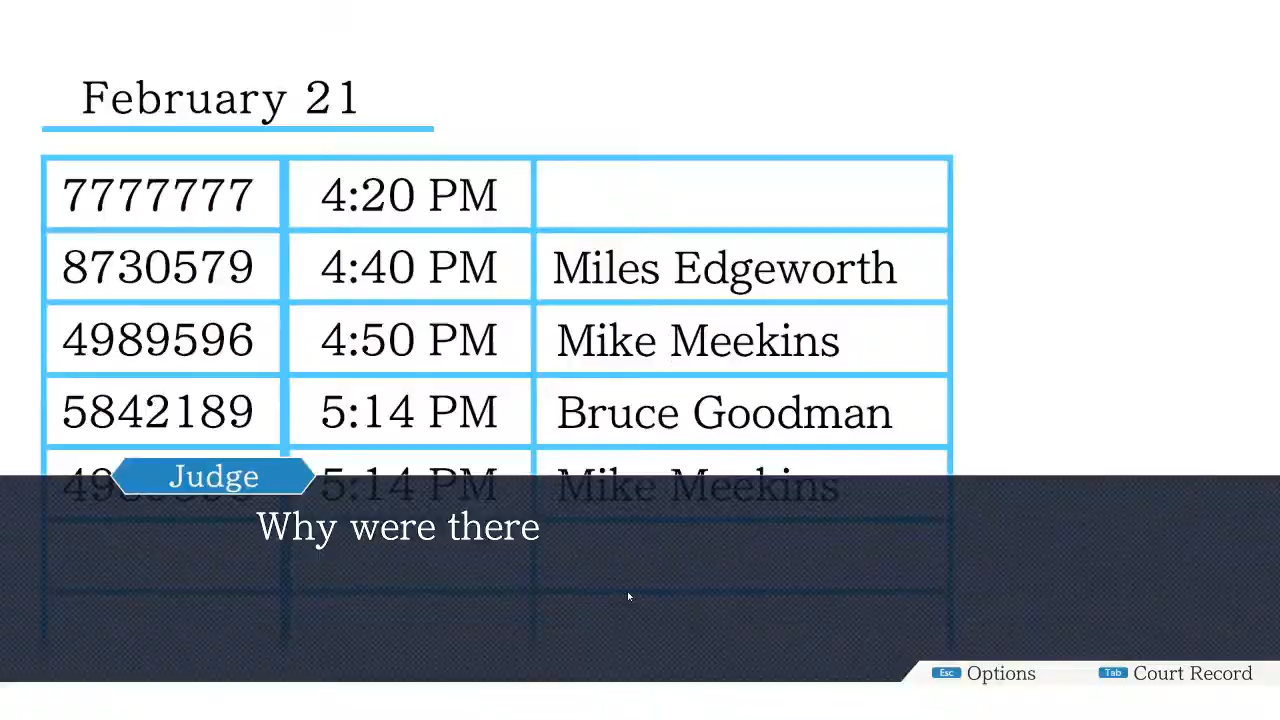 February 21
7777777 4:20 PM
8730579 4:40 PM Miles Edgeworth
4989596 4:50 PM Mike Meekins
5842189 5:14 PM Bruce Goodman
5:14 PM Mike Meekins
Judge
Why were there
Esc Options Tab Court Record